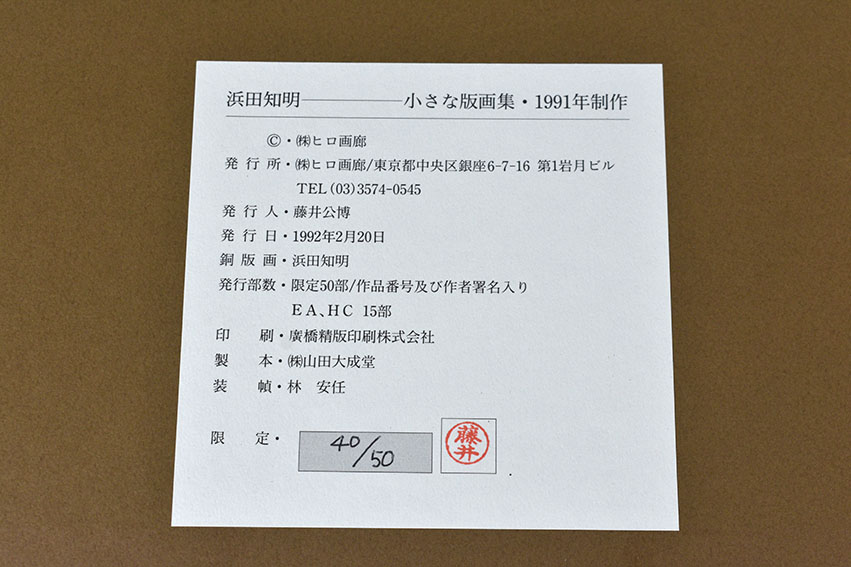 浜田知明――――小さな版画集・1991年制作
Ⓒ・㈱ヒロ画廊
発行所・㈱ヒロ画廊/東京都中央区銀座6-7-16 第1岩月ビル
TEL (03)3574-0545
発行人・藤井公博
発行日・1992年2月20日
銅版画・浜田知明
発行部数・限定50部/作品番号及び作者署名入り
EA、HC 15部
印　刷・廣橋精版印刷株式会社
製　本・㈱山田大成堂
装　幀・林　安任
限　定・ 40/50 藤井